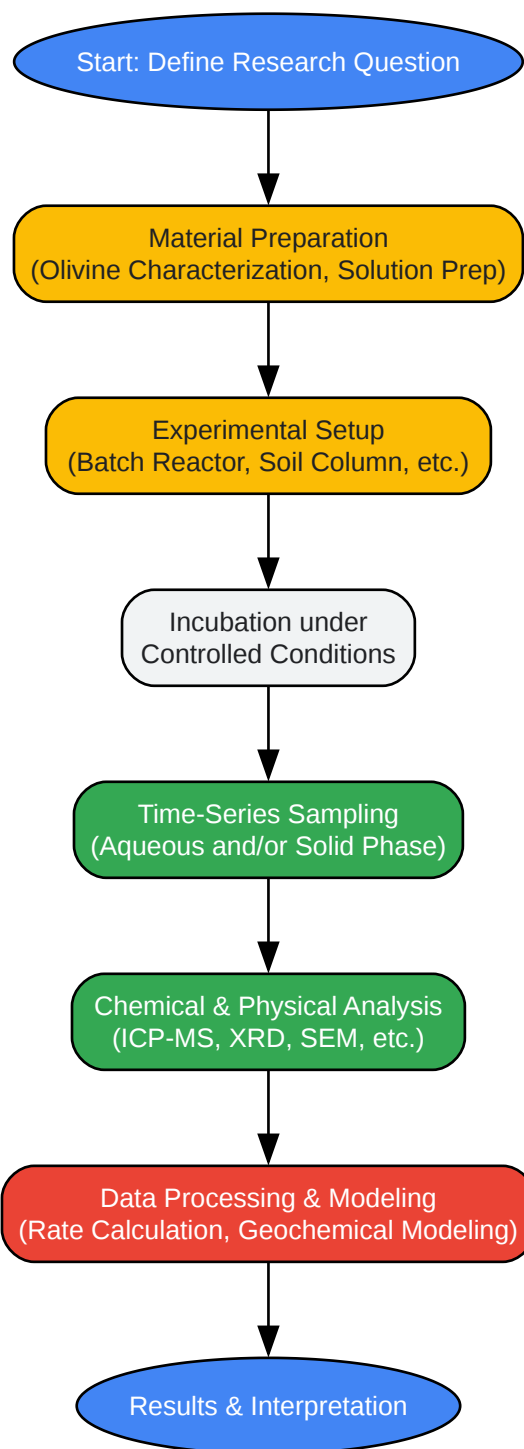 Start: Define Research Question
Material Preparation
(Olivine Characterization, Solution Prep)
Experimental Setup
(Batch Reactor, Soil Column, etc.)
Incubation under
Controlled Conditions
Time-Series Sampling
(Aqueous and/or Solid Phase)
Chemical & Physical Analysis
(ICP-MS, XRD, SEM, etc.)
Data Processing & Modeling
(Rate Calculation, Geochemical Modeling)
Results & Interpretation